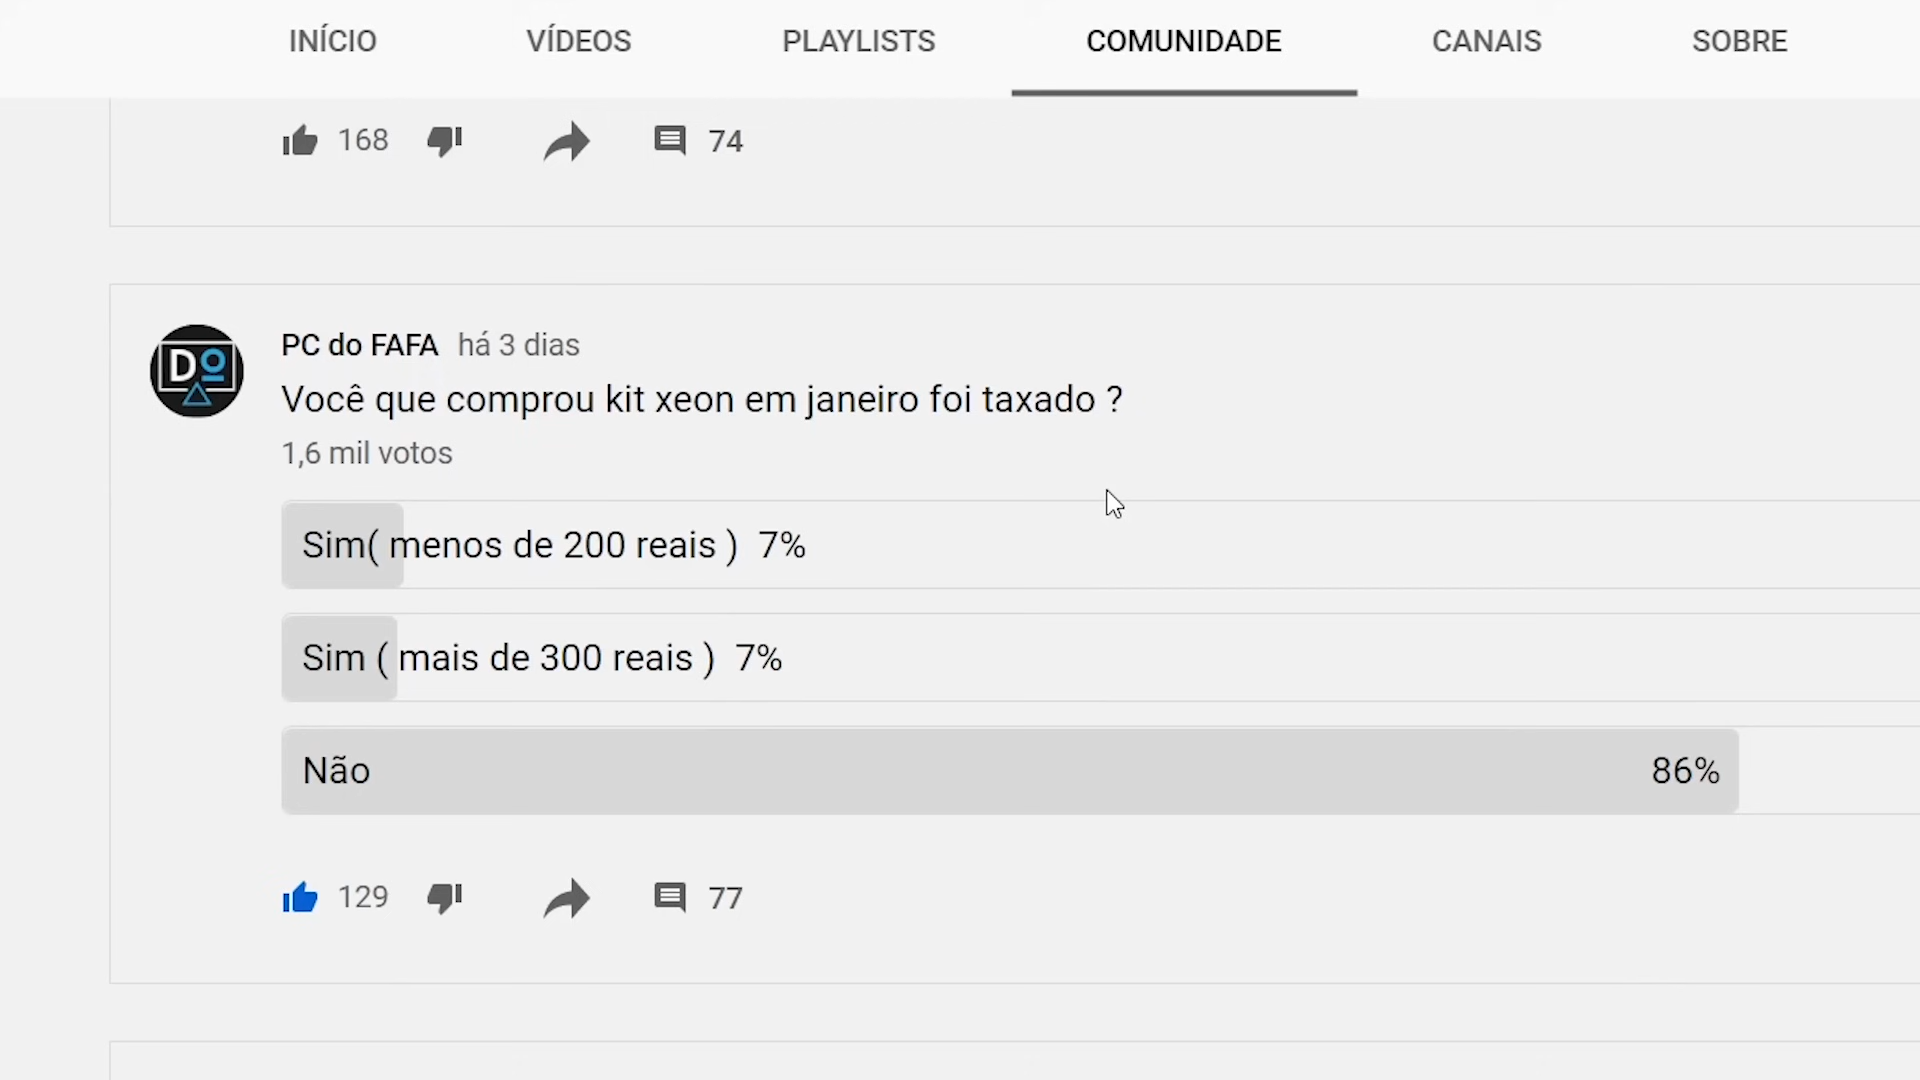 INÍCIO VÍDEOS PLAYLISTS COMUNIDADE CANAIS SOBRE
168 74
PC do FAFA há 3 dias
Você que comprou kit xeon em janeiro foi taxado ?
1,6 mil votos
Sim( menos de 200 reais ) 7%
Sim ( mais de 300 reais ) 7%
Não 86%
129 77